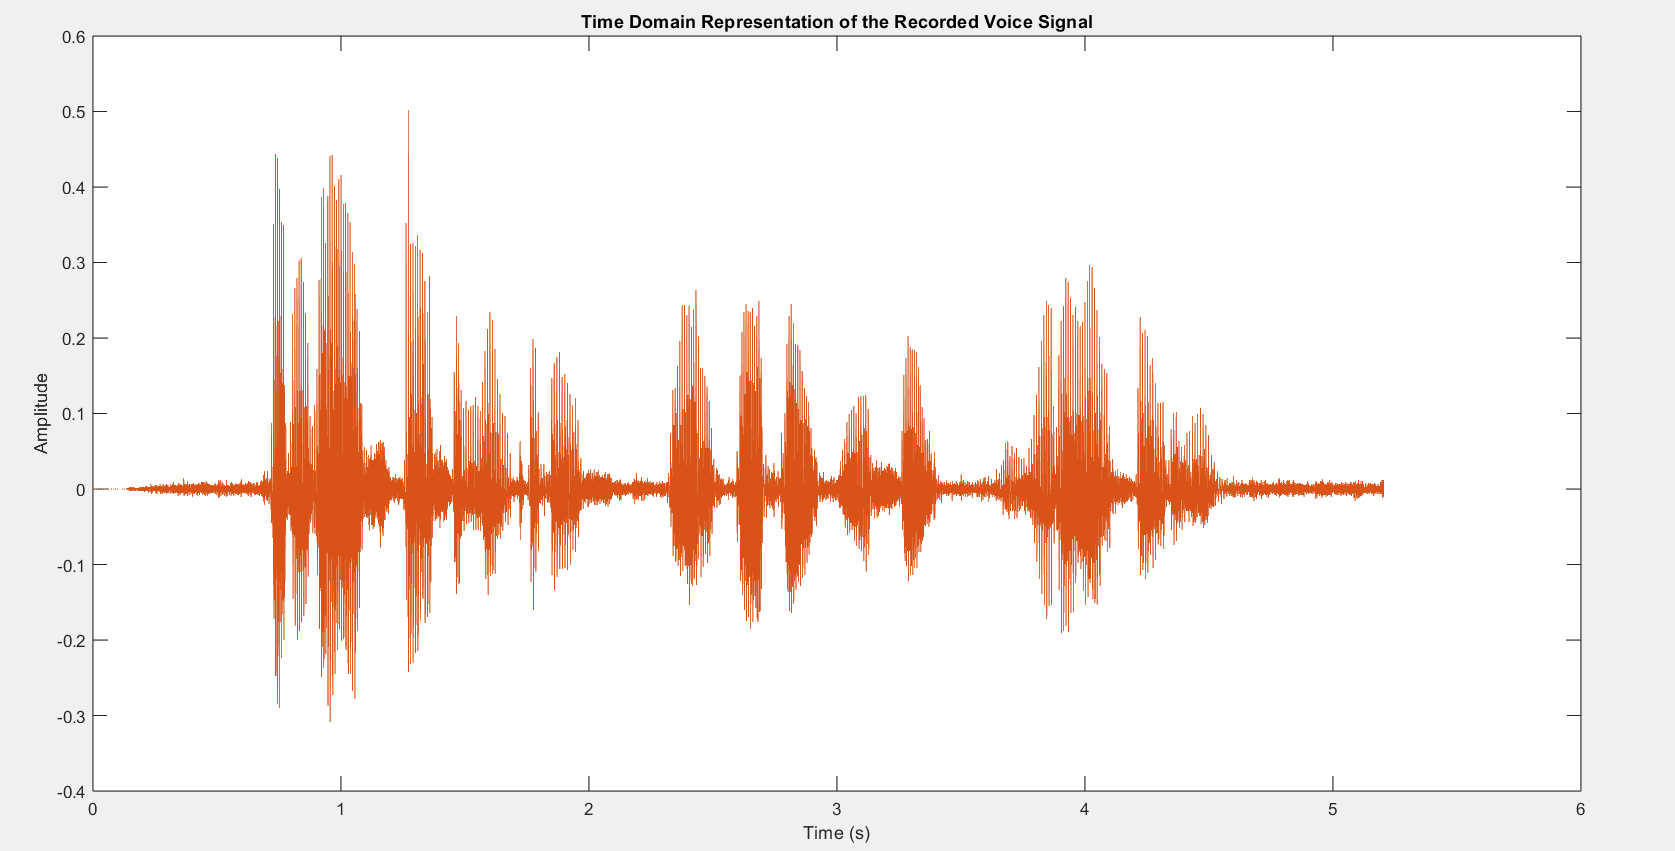 Time Domain Representation of the Recorded Voice Signal
0.6
0.5
0.4
0.3
0.2
0.1
0
-0.1
-0.2
-0.3
-0.4
Amplitude
0 1 2 3 4 5 6
Time (s)